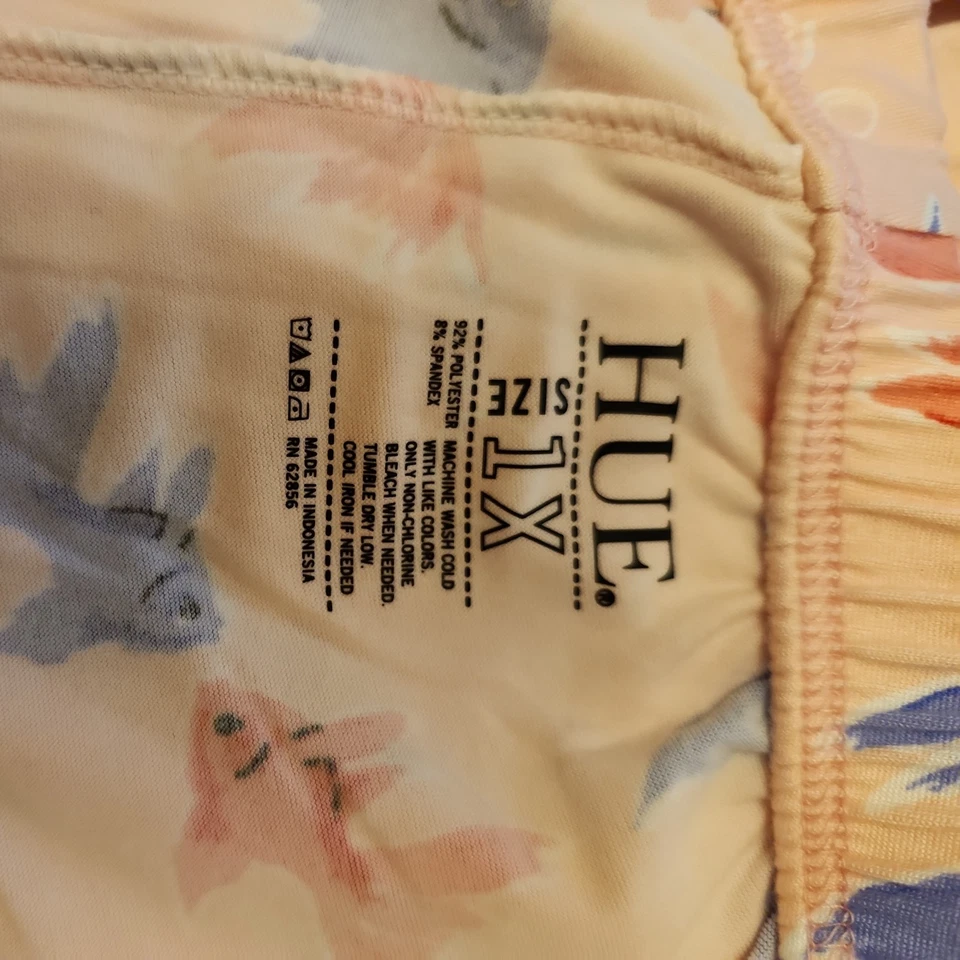 HUE®
SIZE 1X
92% POLYESTER
8% SPANDEX
MACHINE WASH COLD
WITH LIKE COLORS.
ONLY NON-CHLORINE
BLEACH WHEN NEEDED.
TUMBLE DRY LOW.
COOL IRON IF NEEDED
MADE IN INDONESIA
RN 62856